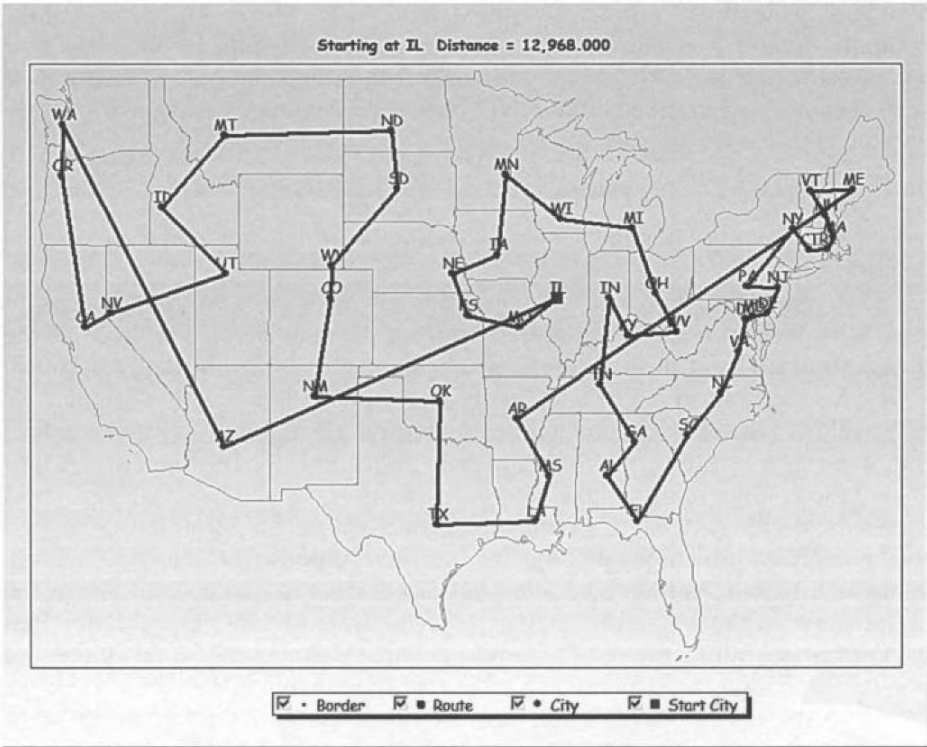 Starting at IL Distance = 12,968.000
WA
MT
ND
OR
MN
SD
VT
ME
ID
WI
MI
NY
IA
WY
UT
NE
OH
PA
NJ
CO
IL
IN
NV
CA
KS
WV
DE
VA
TN
NM
OK
NC
AR
SC
AZ
GA
MS
AL
TX
LA
FL
Border
Route
City
Start City